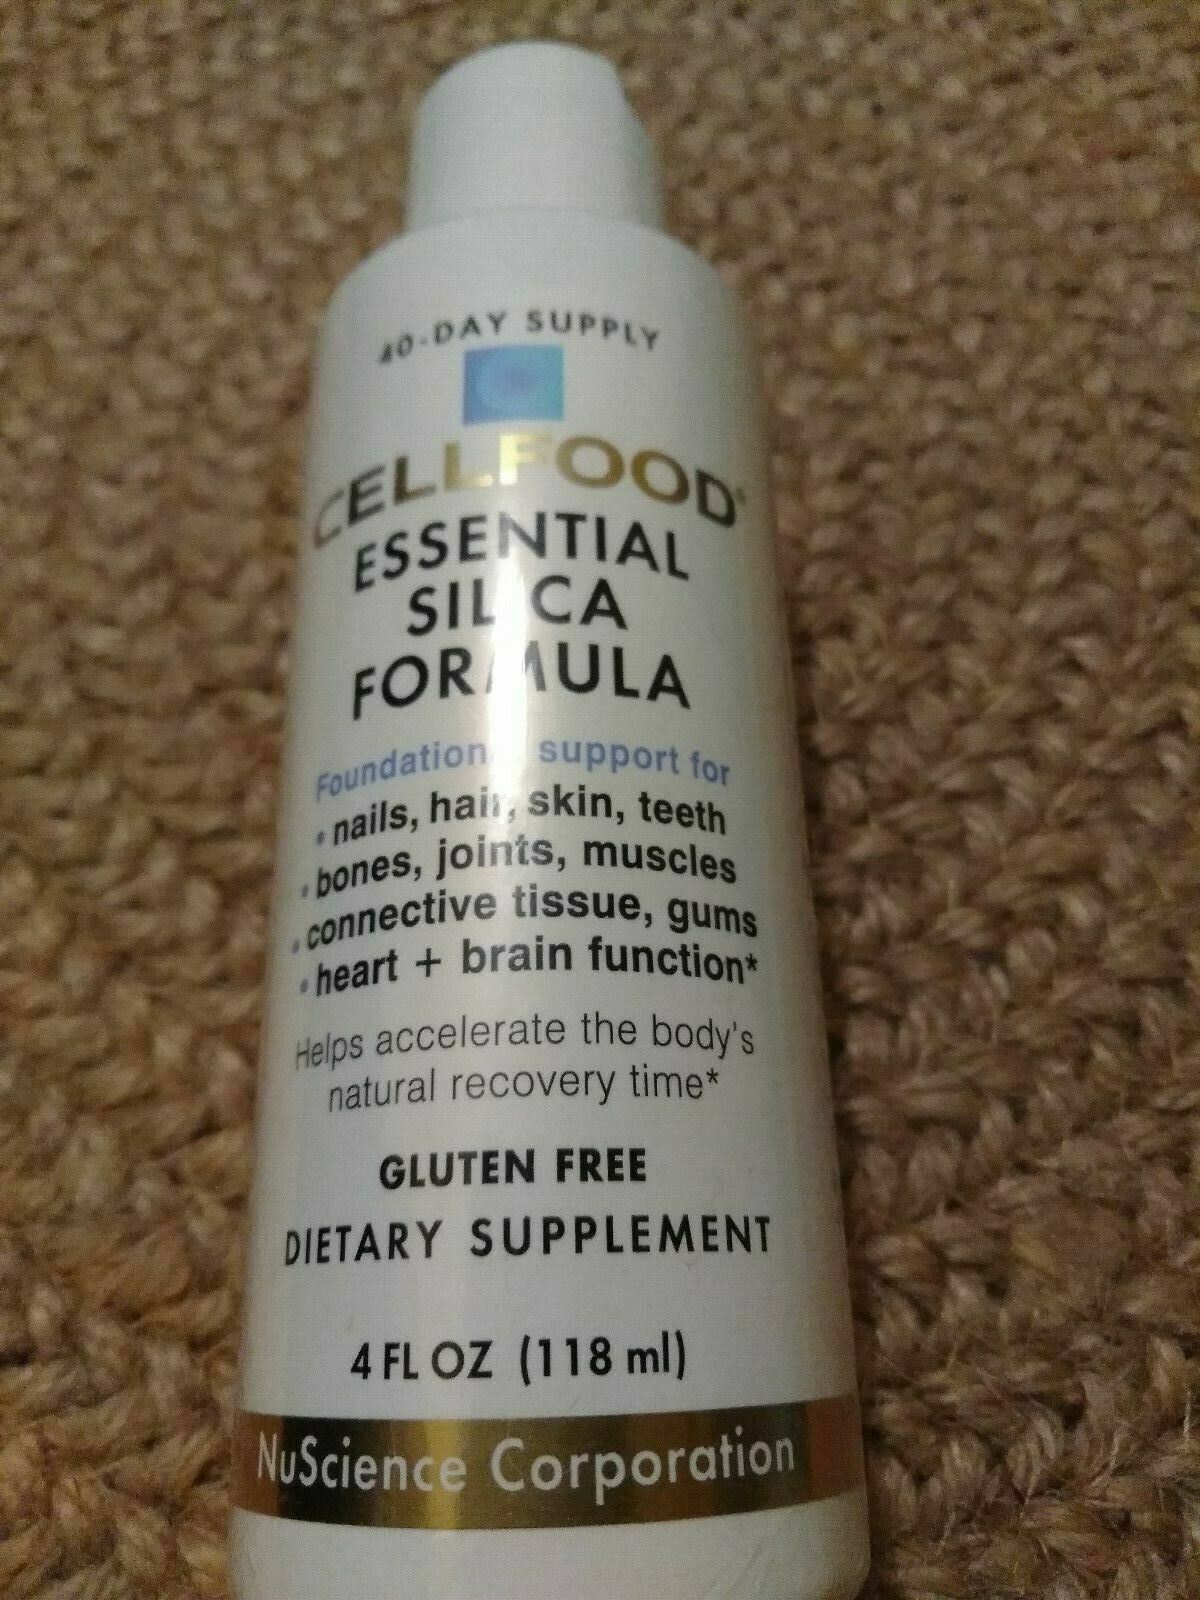 40-DAY SUPPLY
CELLFOOD®
ESSENTIAL
SILICA
FORMULA
Foundational support for
• nails, hair, skin, teeth
• bones, joints, muscles
• connective tissue, gums
• heart + brain function*
Helps accelerate the body's
natural recovery time*
GLUTEN FREE
DIETARY SUPPLEMENT
4 FL OZ (118 ml)
NuScience Corporation